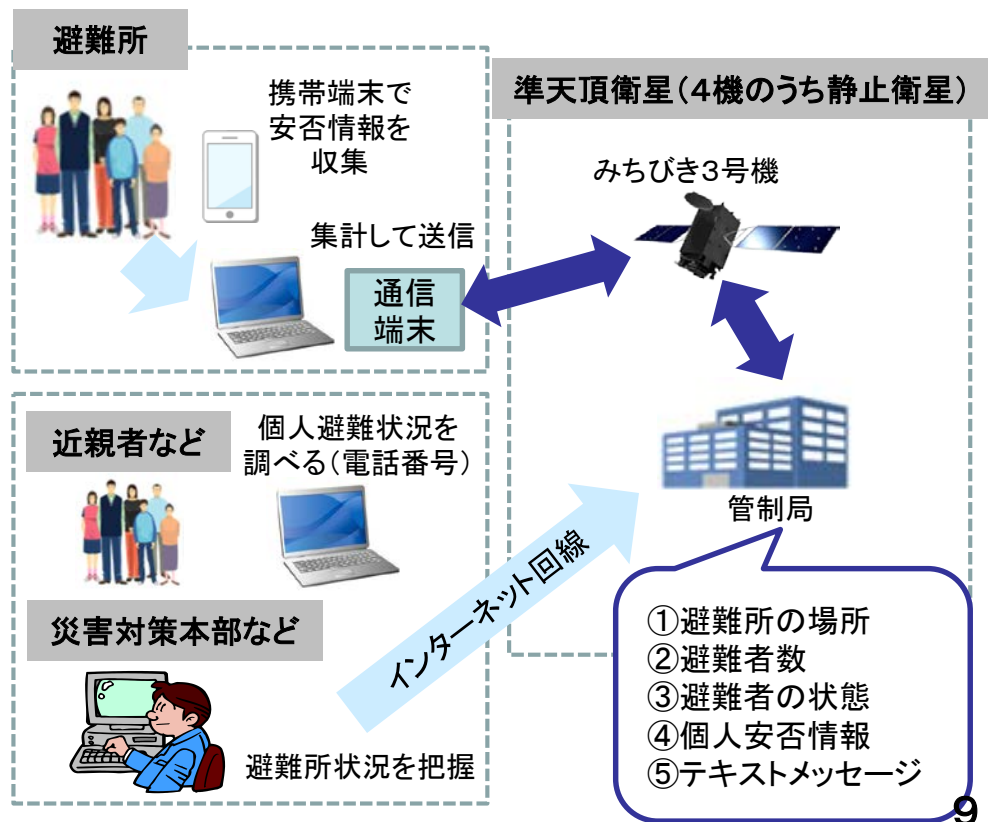 避難所
携帯端末で
安否情報を
収集
集計して送信
通信
端末
準天頂衛星(4機のうち静止衛星)
みちびき3号機
管制局
近親者など
個人避難状況を
調べる(電話番号)
災害対策本部など
避難所状況を把握
インターネット回線
①避難所の場所
②避難者数
③避難者の状態
④個人安否情報
⑤テキストメッセージ
9